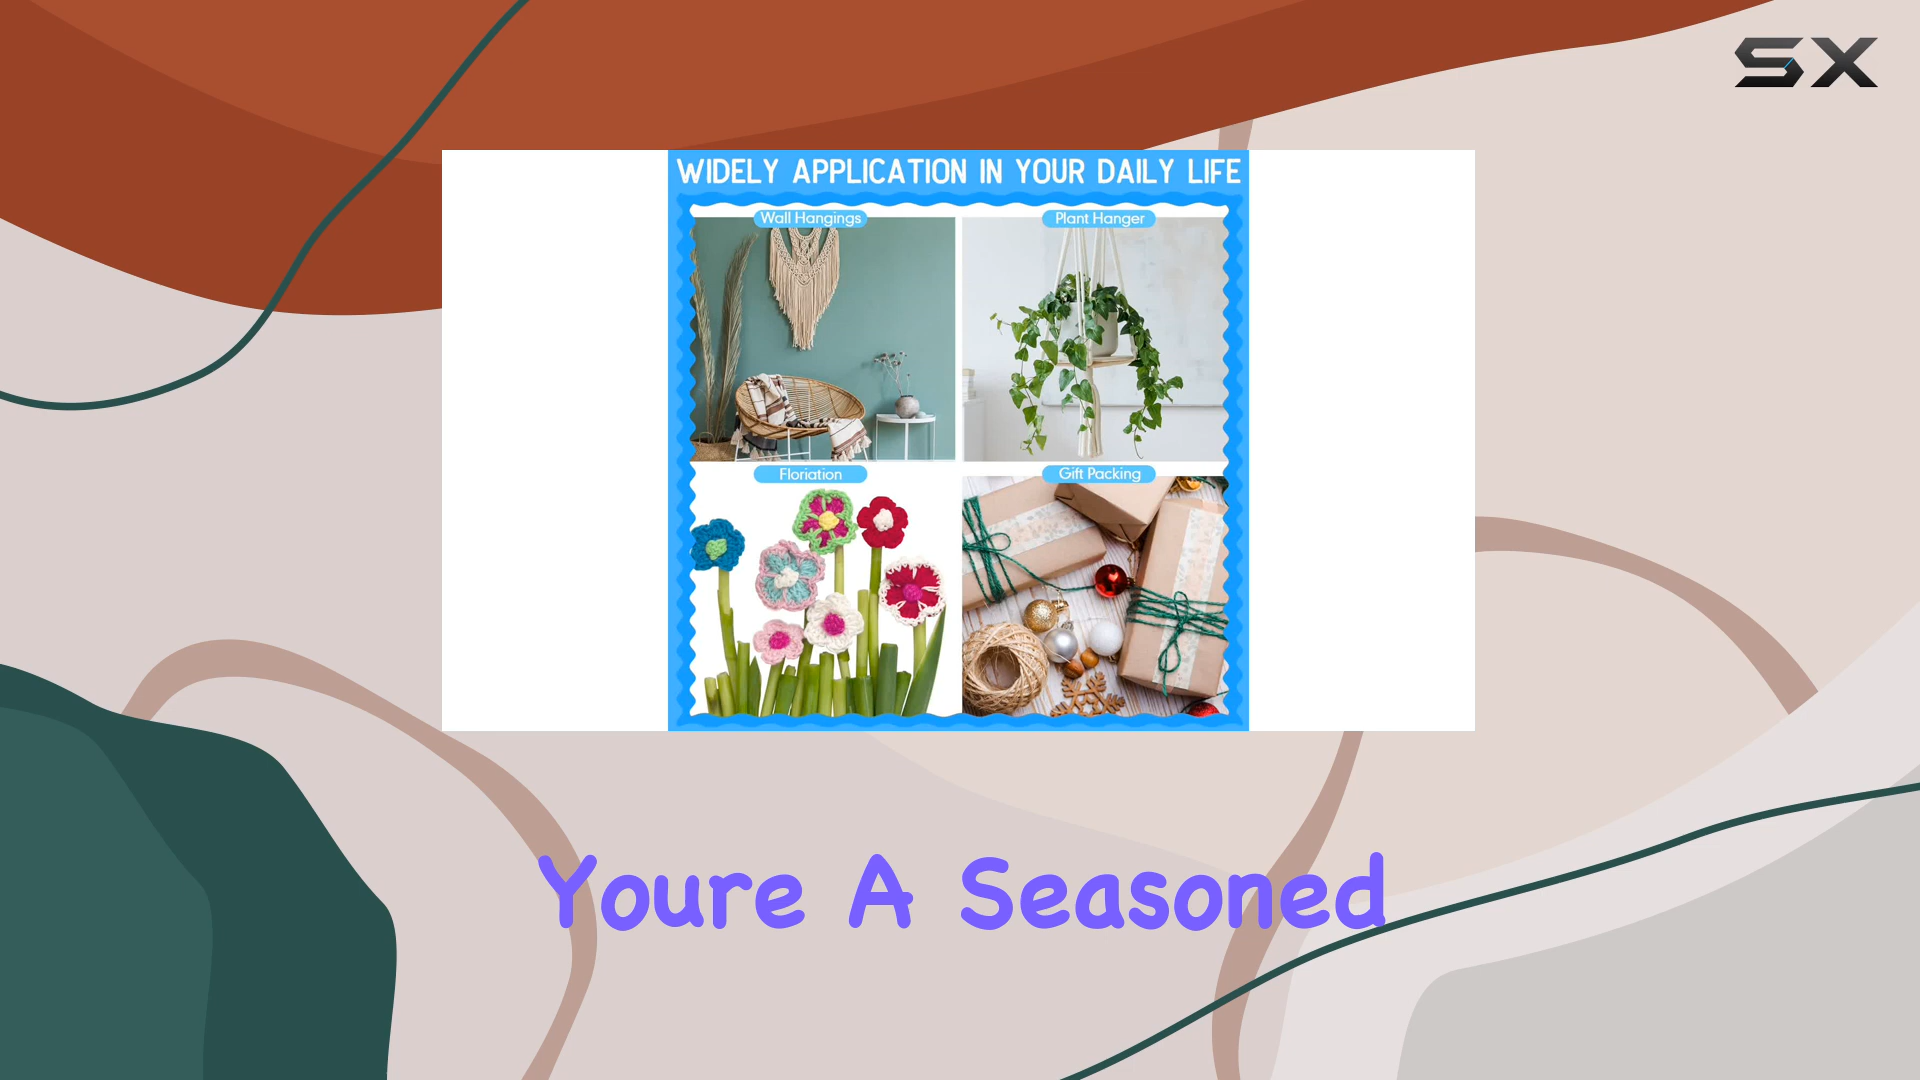 SX
WIDELY APPLICATION IN YOUR DAILY LIFE
Wall Hangings
Plant Hanger
Floriation
Gift Packing
Youre A Seasoned